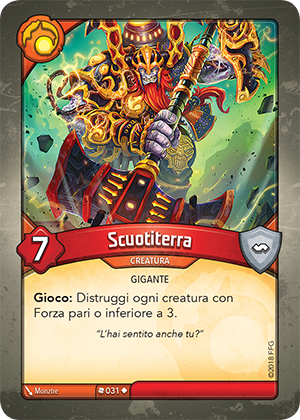 7
Scuotiterra
CREATURA
GIGANTE
Gioco: Distruggi ogni creatura con
Forza pari o inferiore a 3.
“L’hai sentito anche tu?”
©2018 FFG
Monztre
031